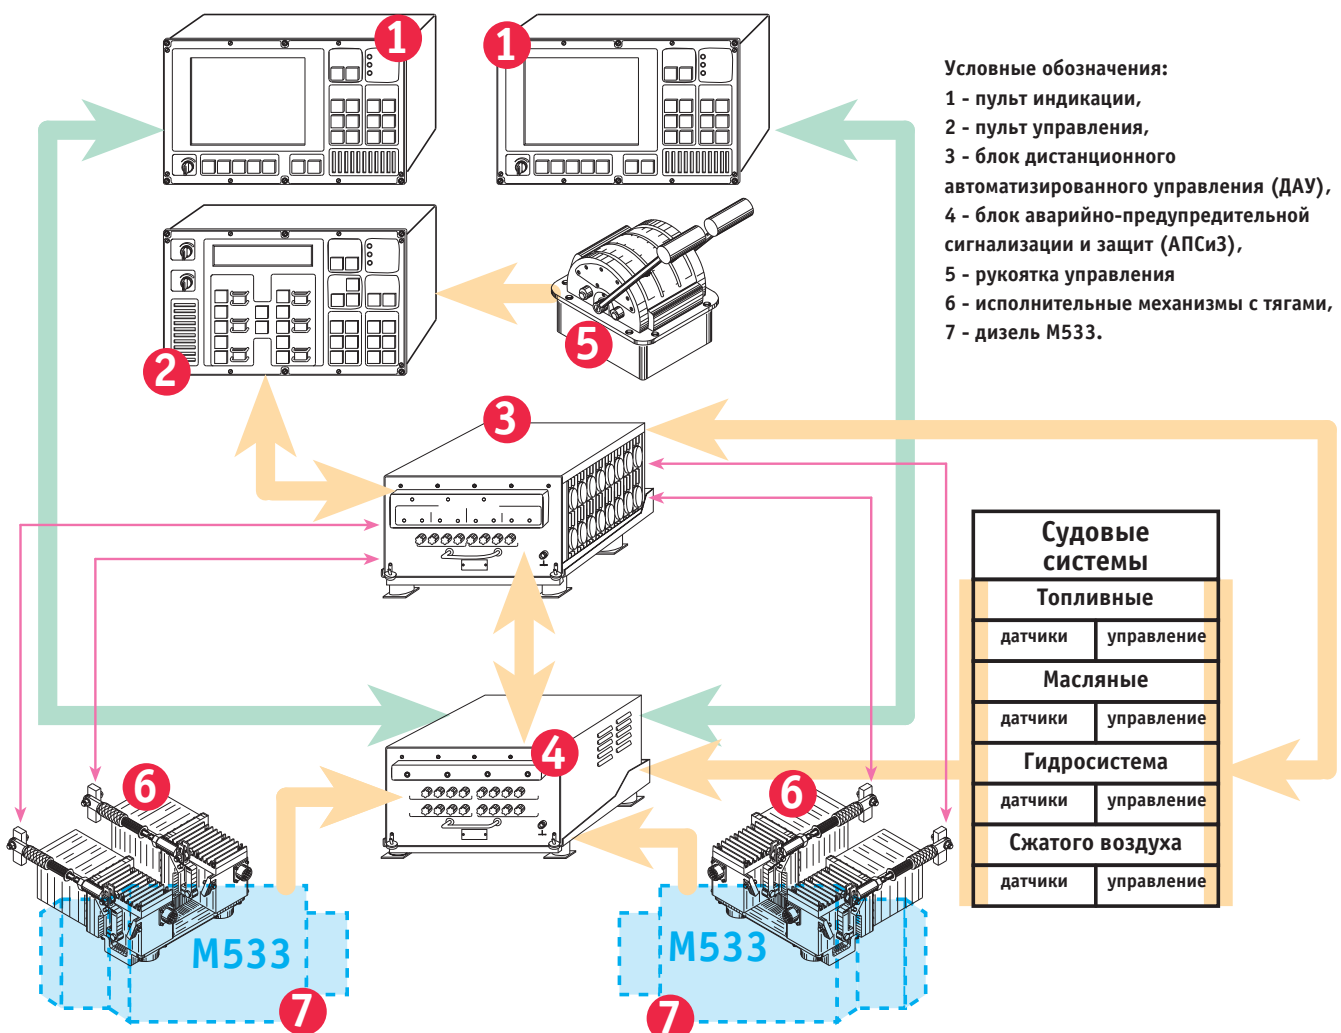 1
1
Условные обозначения:
1 - пульт индикации,
2 - пульт управления,
3 - блок дистанционного
автоматизированного управления (ДАУ),
4 - блок аварийно-предупредительной
сигнализации и защит (АПСиЗ),
5 - рукоятка управления
6 - исполнительные механизмы с тягами,
7 - дизель М533.
2
5
3
4
6
6
Судовые
системы
Топливные
датчики управление
Масляные
датчики управление
Гидросистема
датчики управление
Сжатого воздуха
датчики управление
М533
М533
7
7